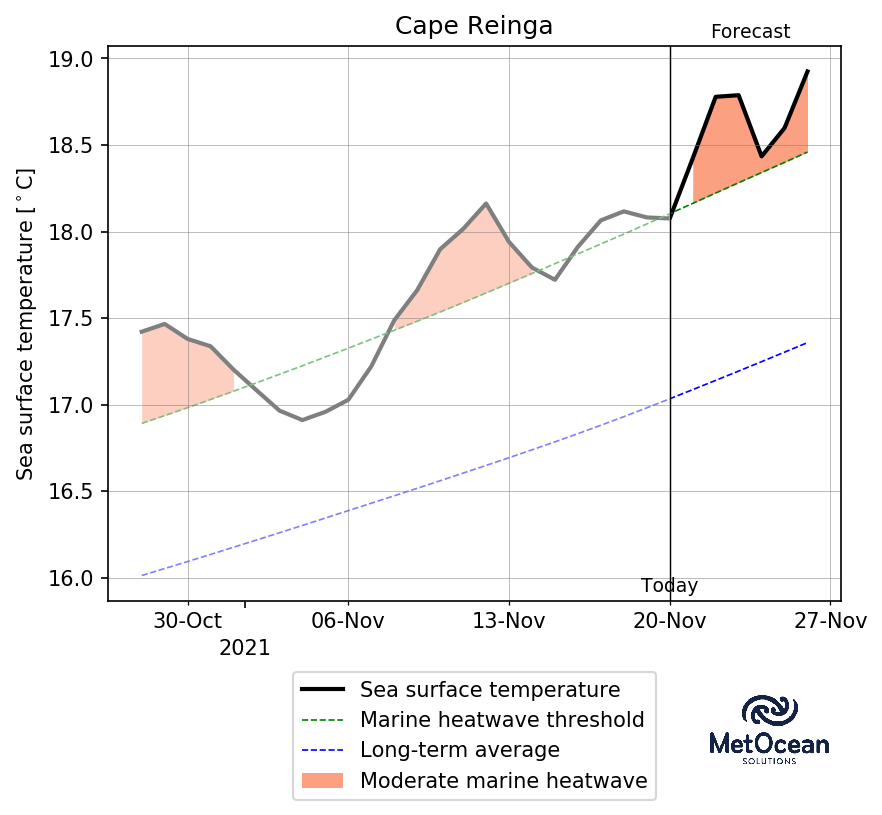 Cape Reinga
Forecast
19.0
18.5
18.0
17.5
17.0
16.5
16.0
Sea surface temperature [°C]
Today
30-Oct 06-Nov 13-Nov 20-Nov 27-Nov
2021
Sea surface temperature
Marine heatwave threshold
Long-term average
Moderate marine heatwave
MetOcean
SOLUTIONS